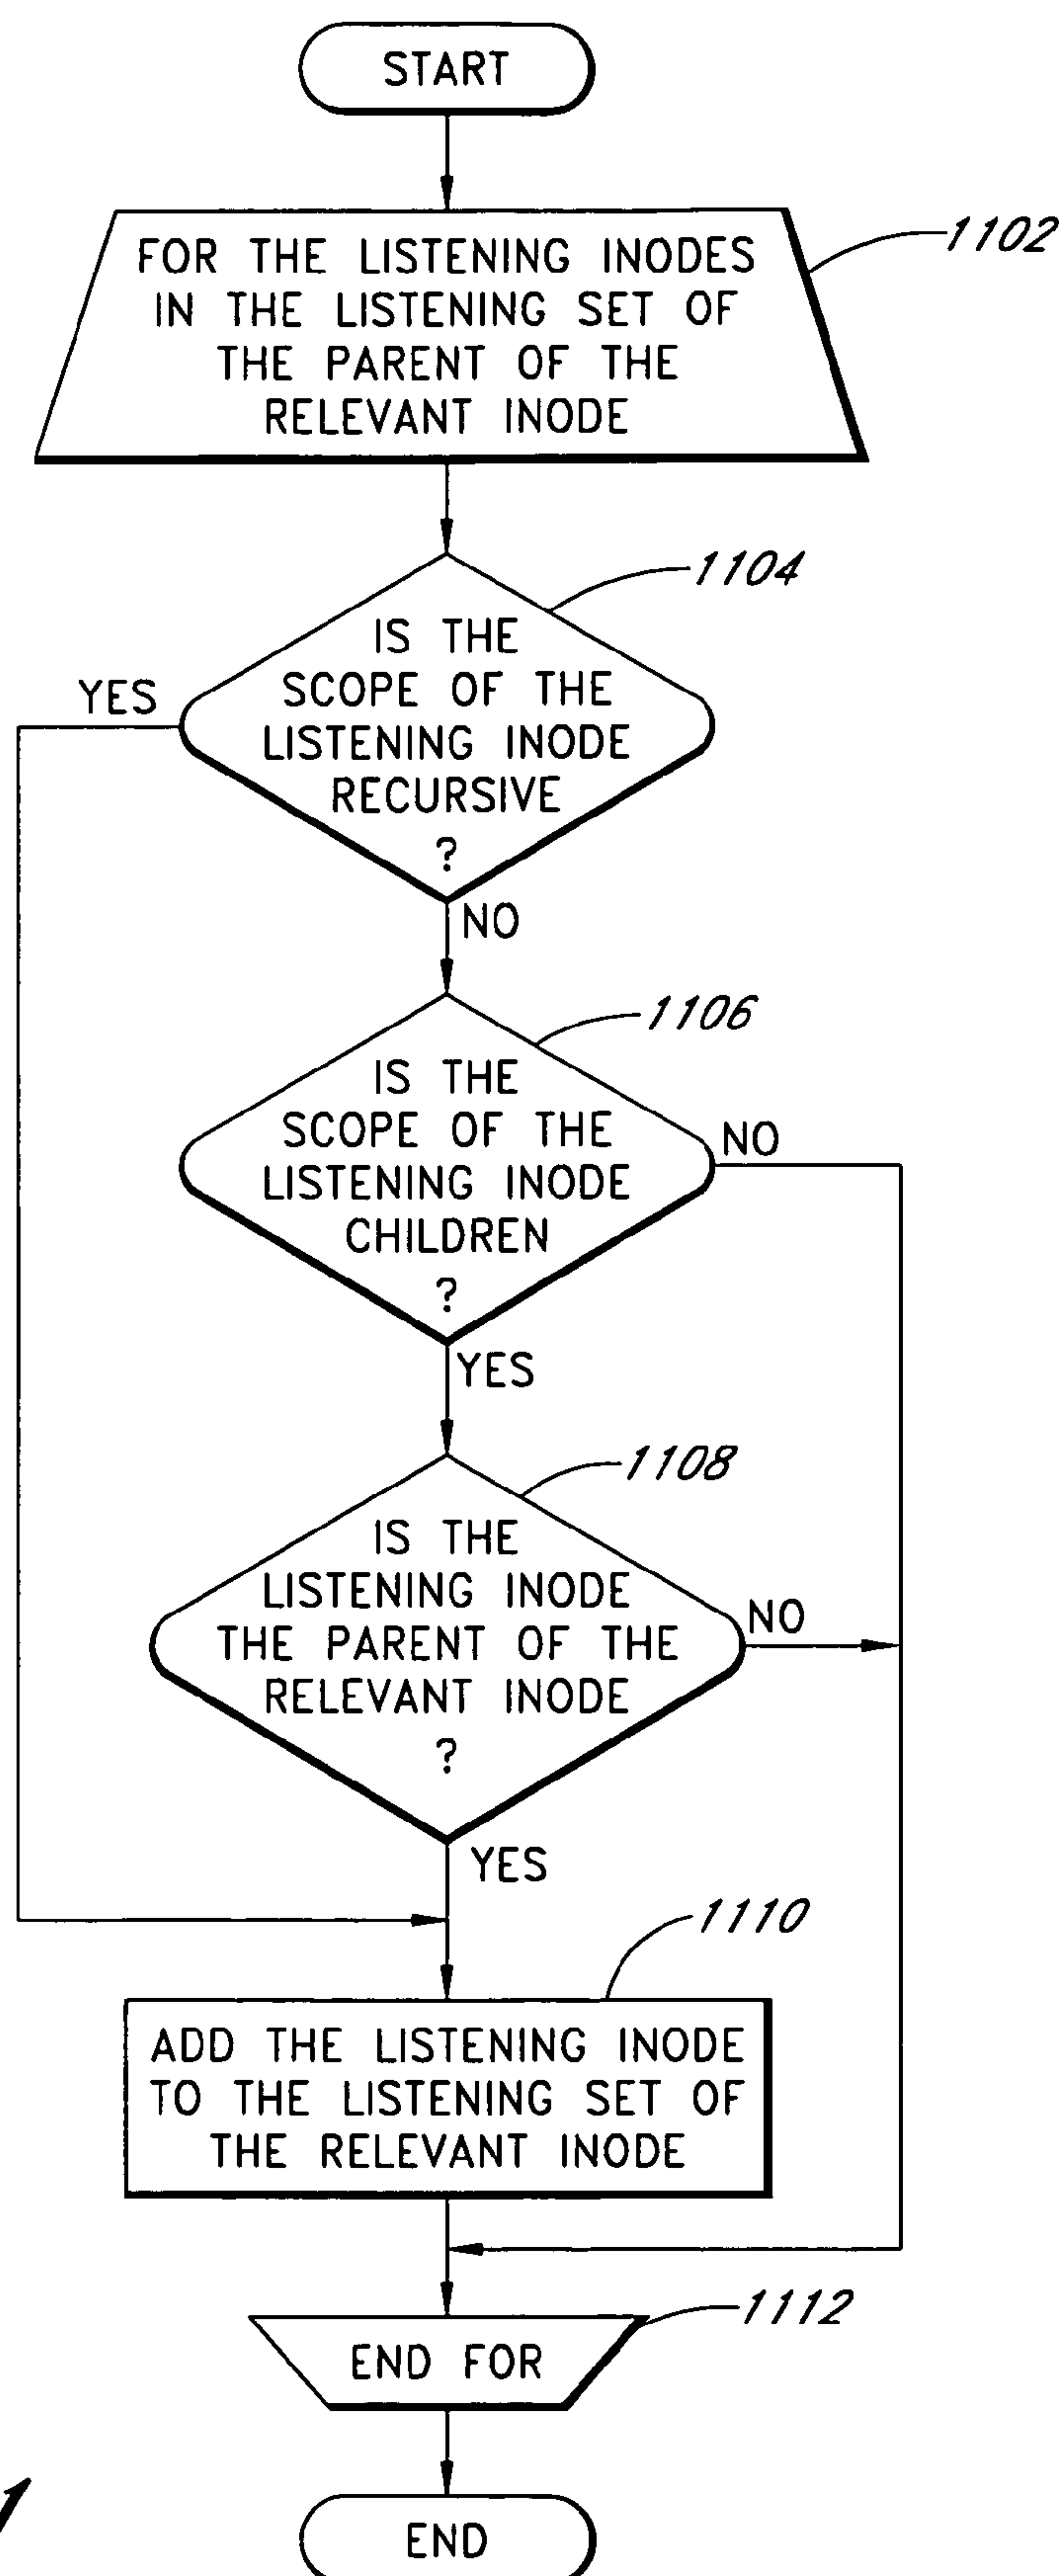 START
FOR THE LISTENING INODES
IN THE LISTENING SET OF
THE PARENT OF THE
RELEVANT INODE
1102
IS THE
SCOPE OF THE
LISTENING INODE
RECURSIVE
?
1104
YES
NO
IS THE
SCOPE OF THE
LISTENING INODE
CHILDREN
?
1106
NO
YES
IS THE
LISTENING INODE
THE PARENT OF THE
RELEVANT INODE
?
1108
NO
YES
1110
ADD THE LISTENING INODE
TO THE LISTENING SET OF
THE RELEVANT INODE
1112
END FOR
END